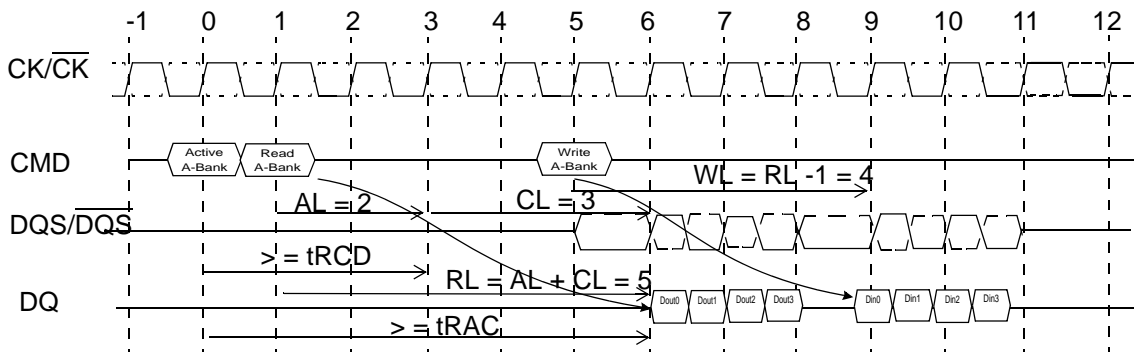 -1 0 1 2 3 4 5 6 7 8 9 10 11 12
CK/CK
CMD
Active
A-Bank
Read
A-Bank
Write
A-Bank
WL = RL -1 = 4
AL = 2
CL = 3
DQS/DQS
> = tRCD
RL = AL + CL = 5
DQ
Dout0 Dout1 Dout2 Dout3
Din0 Din1 Din2 Din3
> = tRAC